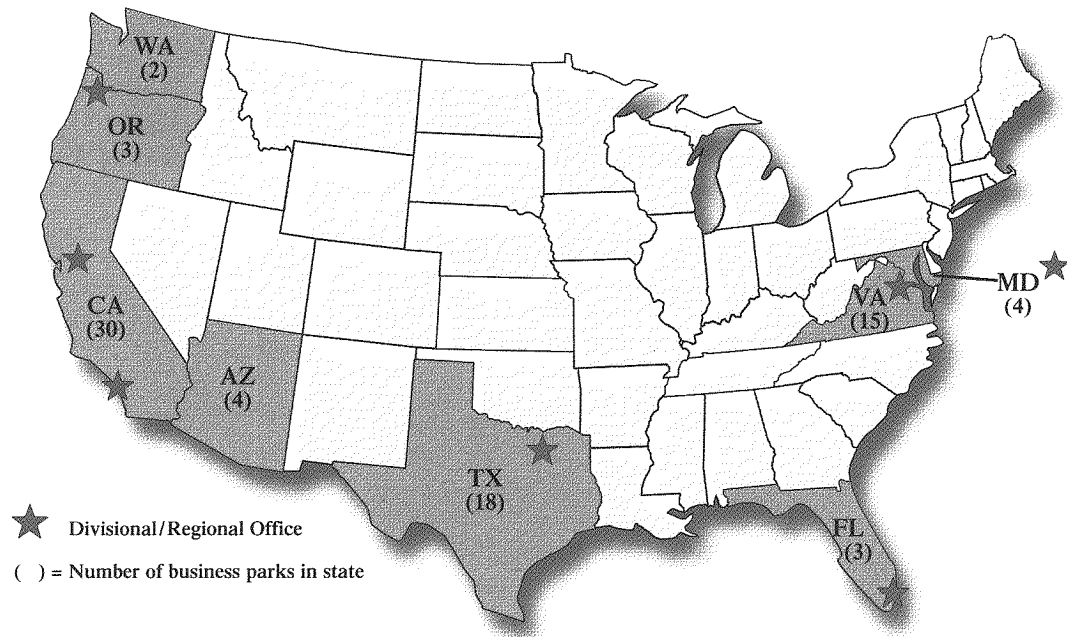 WA
(2)
OR
(3)
CA
(30)
AZ
(4)
TX
(18)
VA
(15)
MD
(4)
FL
(3)
Divisional/Regional Office
( ) = Number of business parks in state